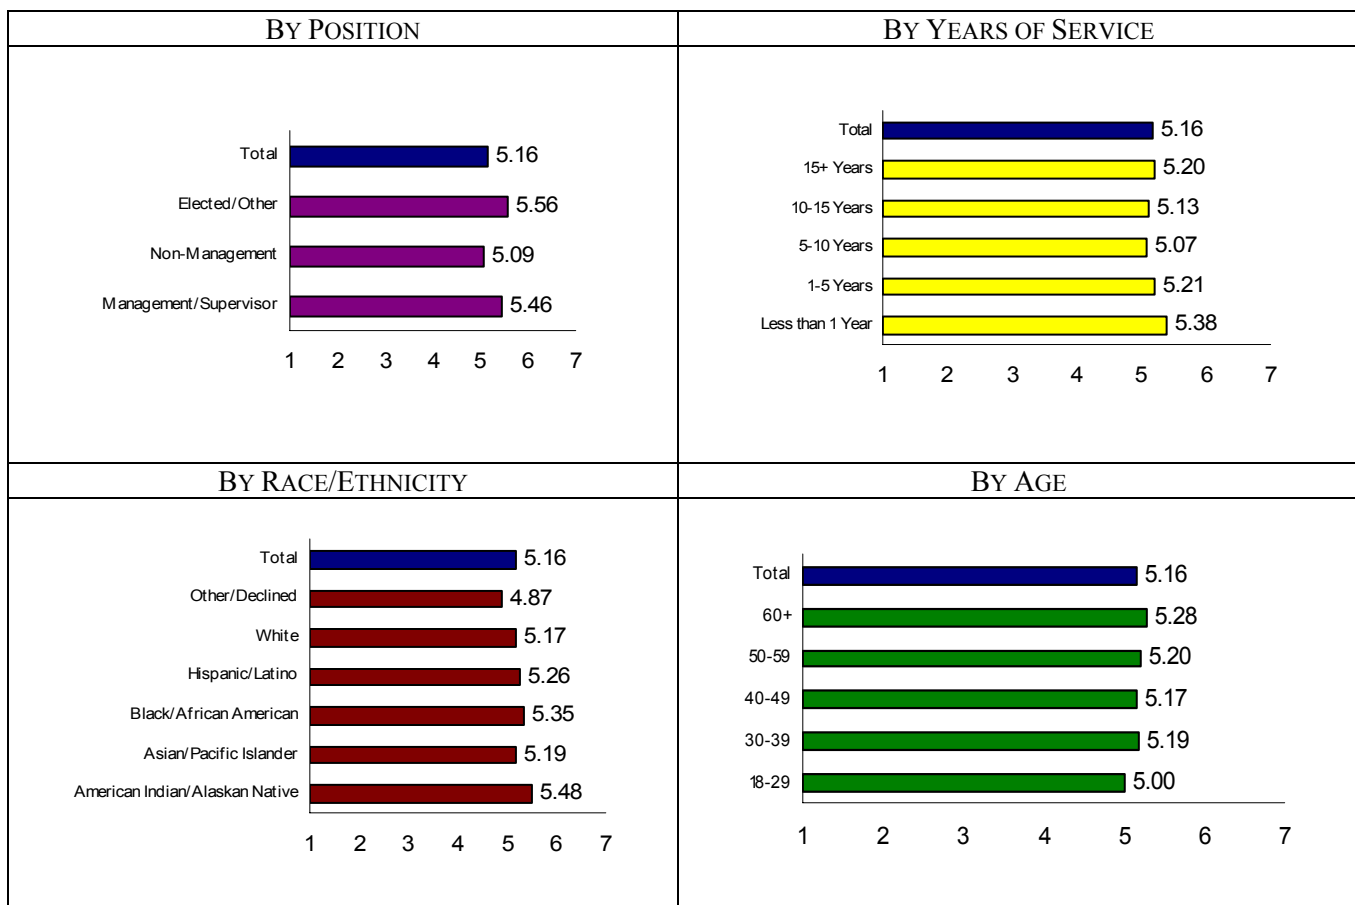 BY POSITION
Total 5.16
Elected/Other 5.56
Non-Management 5.09
Management/Supervisor 5.46
1 2 3 4 5 6 7
BY YEARS OF SERVICE
Total 5.16
15+ Years 5.20
10-15 Years 5.13
5-10 Years 5.07
1-5 Years 5.21
Less than 1 Year 5.38
1 2 3 4 5 6 7
BY RACE/ETHNICITY
Total 5.16
Other/Declined 4.87
White 5.17
Hispanic/Latino 5.26
Black/African American 5.35
Asian/Pacific Islander 5.19
American Indian/Alaskan Native 5.48
1 2 3 4 5 6 7
BY AGE
Total 5.16
60+ 5.28
50-59 5.20
40-49 5.17
30-39 5.19
18-29 5.00
1 2 3 4 5 6 7